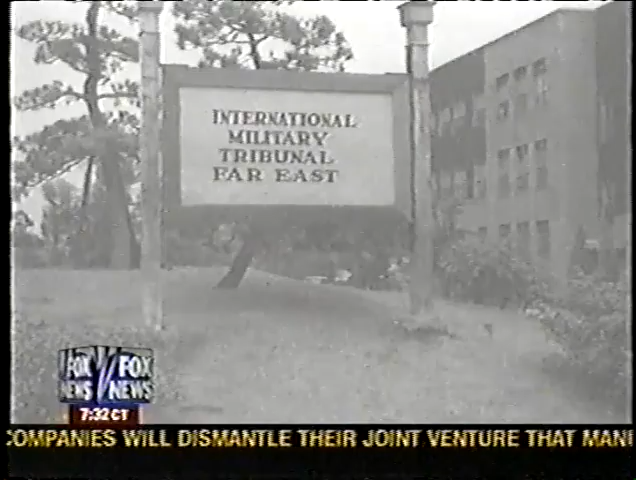 INTERNATIONAL
MILITARY
TRIBUNAL
FAR EAST
FOX FOX
NEWS NEWS
7:32 CT
COMPANIES WILL DISMANTLE THEIR JOINT VENTURE THAT